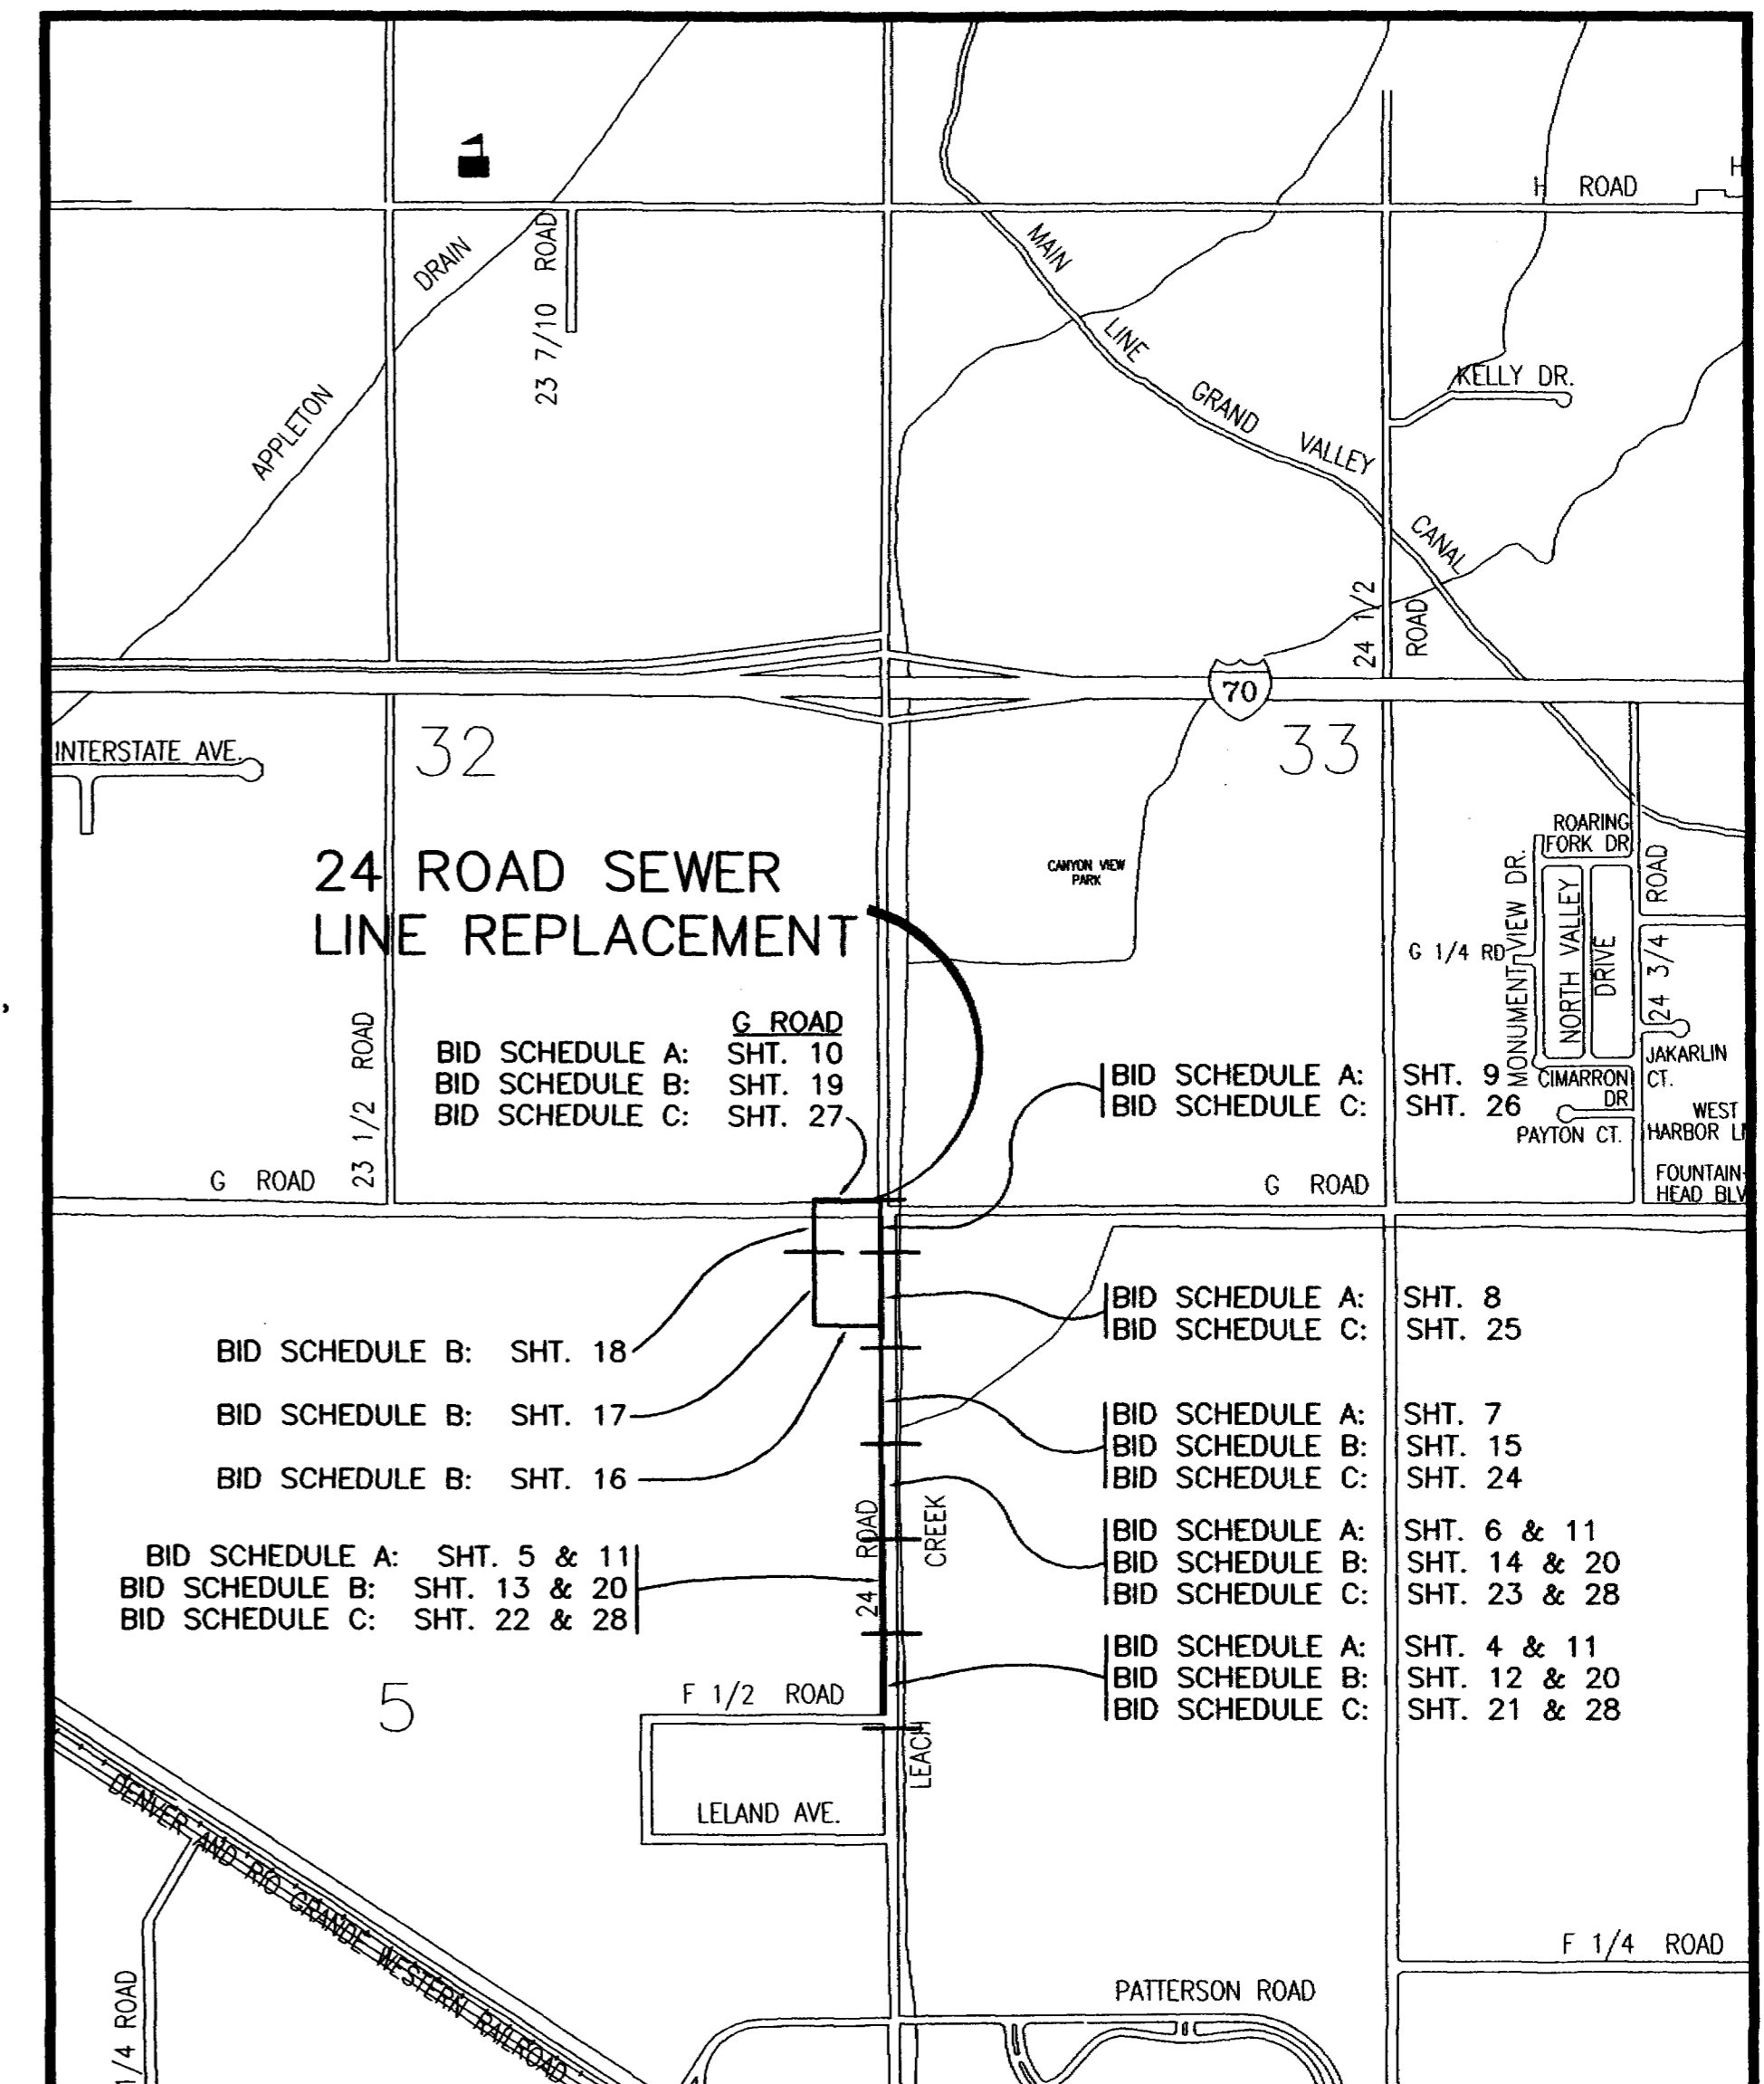 H ROAD
H
DRAIN
23 7/10 ROAD
MAIN
LINE
APPLETON
GRAND
VALLEY
KELLY DR.
CANAL
24 1/2
ROAD
70
INTERSTATE AVE.
32
33
24 ROAD SEWER
LINE REPLACEMENT
CANYON VIEW
PARK
ROARING
FORK DR
MONUMENT VIEW DR.
NORTH VALLEY
DRIVE
24 3/4 ROAD
G 1/4 RD
JAKARLIN
CT.
CIMARRON
DR
PAYTON CT.
WEST
HARBOR L
FOUNTAIN-
HEAD BLV
23 1/2 ROAD
G ROAD
BID SCHEDULE A: SHT. 10
BID SCHEDULE B: SHT. 19
BID SCHEDULE C: SHT. 27
BID SCHEDULE A: SHT. 9
BID SCHEDULE C: SHT. 26
G ROAD
G ROAD
BID SCHEDULE A: SHT. 8
BID SCHEDULE C: SHT. 25
BID SCHEDULE B: SHT. 18
BID SCHEDULE B: SHT. 17
BID SCHEDULE B: SHT. 16
BID SCHEDULE A: SHT. 7
BID SCHEDULE B: SHT. 15
BID SCHEDULE C: SHT. 24
BID SCHEDULE A: SHT. 5 & 11
BID SCHEDULE B: SHT. 13 & 20
BID SCHEDULE C: SHT. 22 & 28
24 ROAD
CREEK
BID SCHEDULE A: SHT. 6 & 11
BID SCHEDULE B: SHT. 14 & 20
BID SCHEDULE C: SHT. 23 & 28
BID SCHEDULE A: SHT. 4 & 11
BID SCHEDULE B: SHT. 12 & 20
BID SCHEDULE C: SHT. 21 & 28
5
F 1/2 ROAD
LEACH
LELAND AVE.
DENVER AND RIO GRANDE WESTERN RAILROAD
1/4 ROAD
F 1/4 ROAD
PATTERSON ROAD